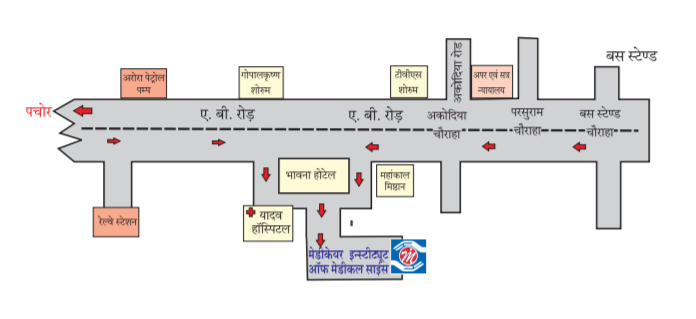 बस स्टेण्ड
अकोदिया रोड
अरोरा पेट्रोल
पम्प
गोपालकृष्ण
शोरुम
टीवीएस
शोरुम
अपर एवं सत्र
न्यायालय
पचोर
ए. बी. रोड़
ए. बी. रोड़
अकोदिया
चौराहा
परसुराम
चौराहा
बस स्टेण्ड
चौराहा
भावना होटेल
महांकाल
मिष्ठान
रेल्वे स्टेशन
यादव
हॉस्पिटल
मेडीकेयर इन्स्टीट्यूट
ऑफ मेडीकल साईंस